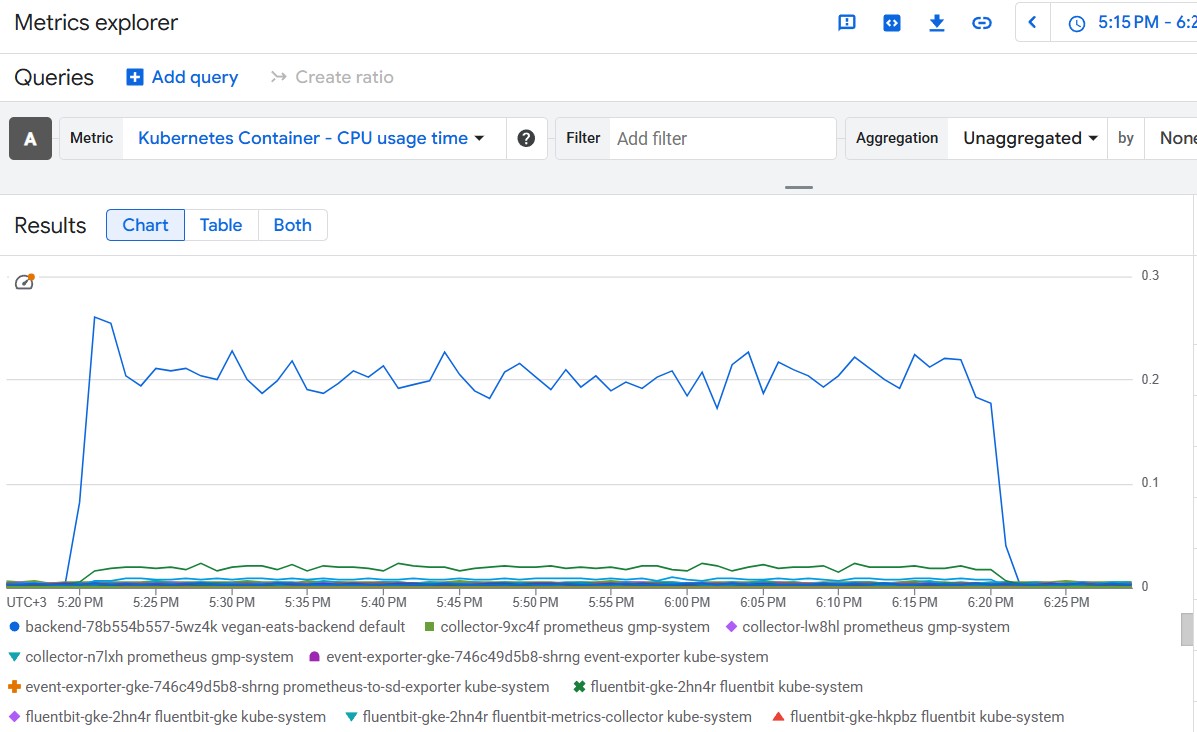 Metrics explorer 5:15 PM - 6:2
Queries Add query Create ratio
A Metric Kubernetes Container - CPU usage time ? Filter Add filter Aggregation Unaggregated by None
Results Chart Table Both
0.3
0.2
0.1
0
UTC+3 5:20 PM 5:25 PM 5:30 PM 5:35 PM 5:40 PM 5:45 PM 5:50 PM 5:55 PM 6:00 PM 6:05 PM 6:10 PM 6:15 PM 6:20 PM 6:25 PM
backend-78b554b557-5wz4k vegan-eats-backend default collector-9xc4f prometheus gmp-system collector-lw8hl prometheus gmp-system
collector-n7lxh prometheus gmp-system event-exporter-gke-746c49d5b8-shrng event-exporter kube-system
event-exporter-gke-746c49d5b8-shrng prometheus-to-sd-exporter kube-system fluentbit-gke-2hn4r fluentbit kube-system
fluentbit-gke-2hn4r fluentbit-gke kube-system fluentbit-gke-2hn4r fluentbit-metrics-collector kube-system fluentbit-gke-hkpbz fluentbit kube-system